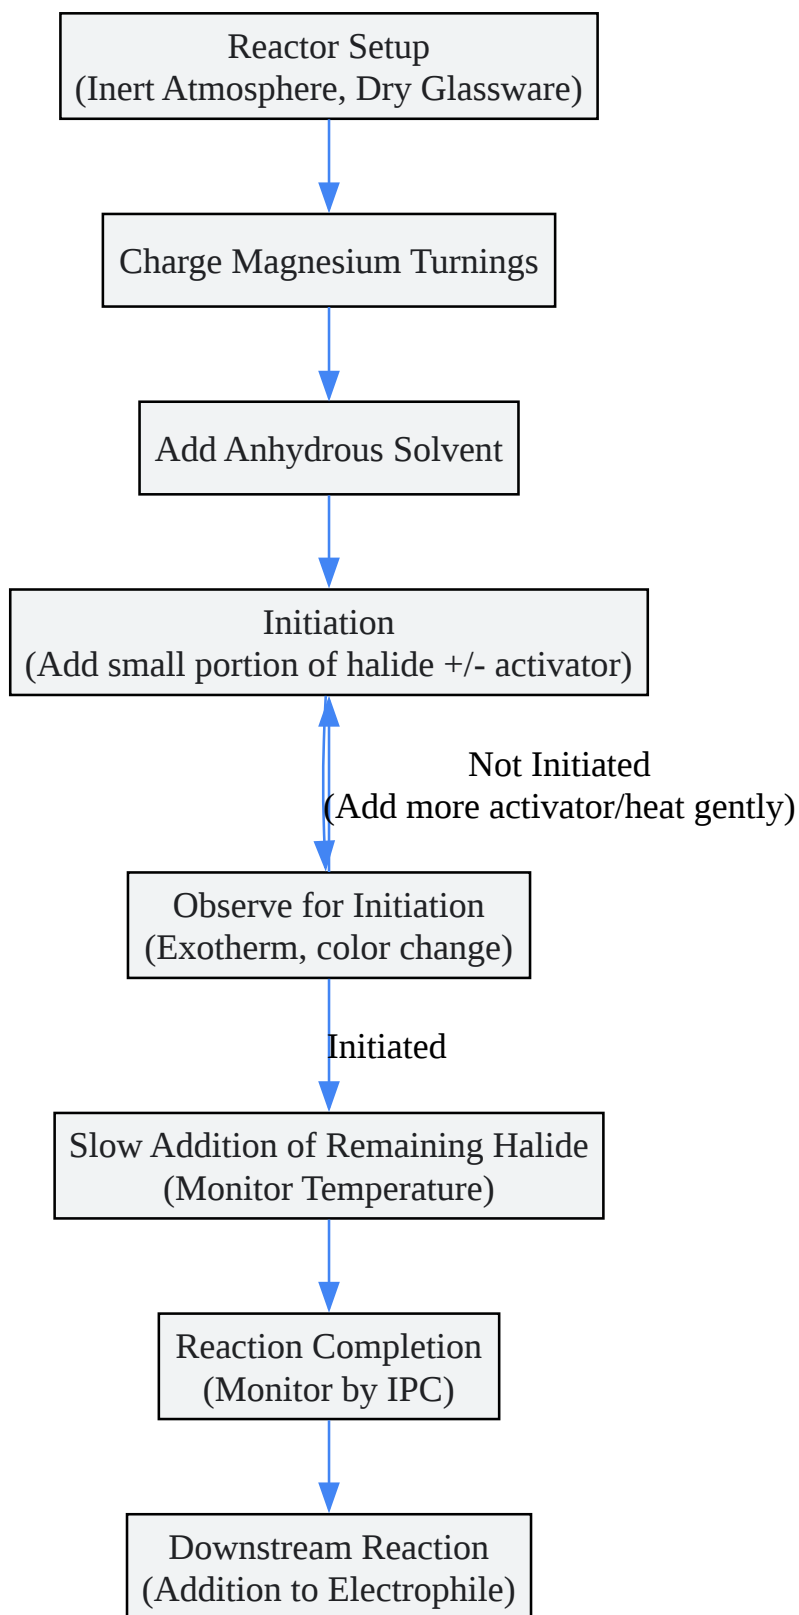 Reactor Setup
(Inert Atmosphere, Dry Glassware)
Charge Magnesium Turnings
Add Anhydrous Solvent
Initiation
(Add small portion of halide +/- activator)
Not Initiated
(Add more activator/heat gently)
Observe for Initiation
(Exotherm, color change)
Initiated
Slow Addition of Remaining Halide
(Monitor Temperature)
Reaction Completion
(Monitor by IPC)
Downstream Reaction
(Addition to Electrophile)